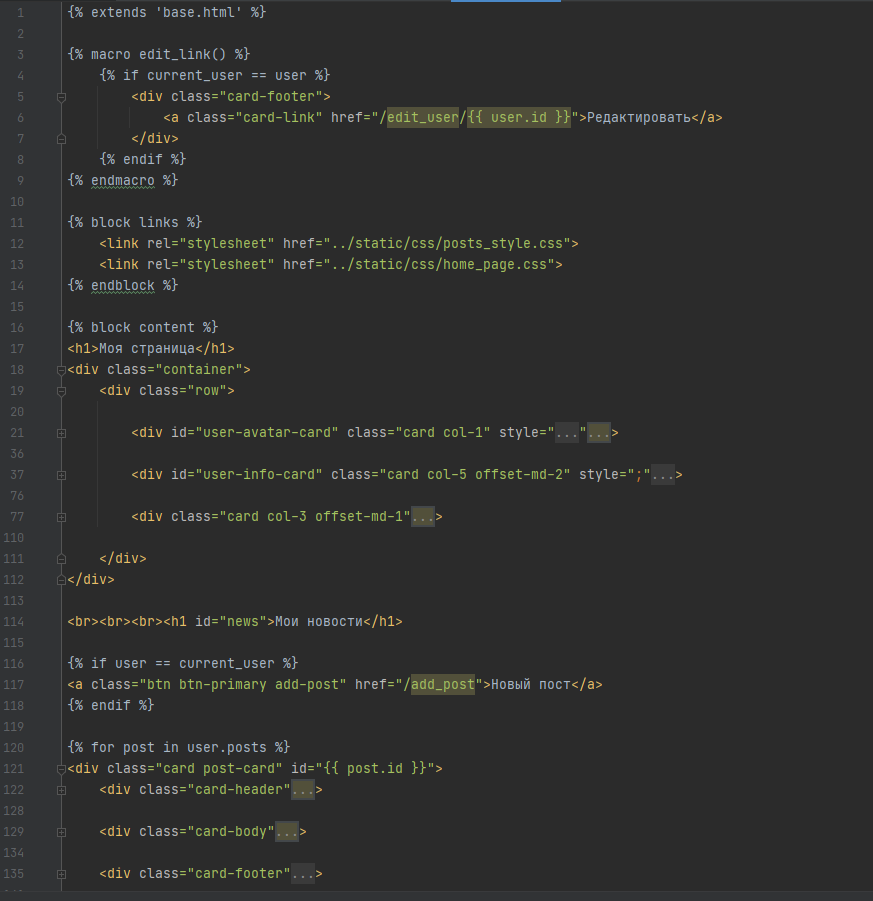 1 {% extends 'base.html' %}
2
3 {% macro edit_link() %}
4 {% if current_user == user %}
5 <div class="card-footer">
6 <a class="card-link" href="/edit_user/{{ user.id }}">Редактировать</a>
7 </div>
8 {% endif %}
9 {% endmacro %}
10
11 {% block links %}
12 <link rel="stylesheet" href="../static/css/posts_style.css">
13 <link rel="stylesheet" href="../static/css/home_page.css">
14 {% endblock %}
15
16 {% block content %}
17 <h1>Моя страница</h1>
18 <div class="container">
19 <div class="row">
20
21 <div id="user-avatar-card" class="card col-1" style="..."...>
36
37 <div id="user-info-card" class="card col-5 offset-md-2" style=";"...>
76
77 <div class="card col-3 offset-md-1"...>
110
111 </div>
112 </div>
113
114 <br><br><br><h1 id="news">Мои новости</h1>
115
116 {% if user == current_user %}
117 <a class="btn btn-primary add-post" href="/add_post">Новый пост</a>
118 {% endif %}
119
120 {% for post in user.posts %}
121 <div class="card post-card" id="{{ post.id }}">
122 <div class="card-header"...>
128
129 <div class="card-body"...>
134
135 <div class="card-footer"...>